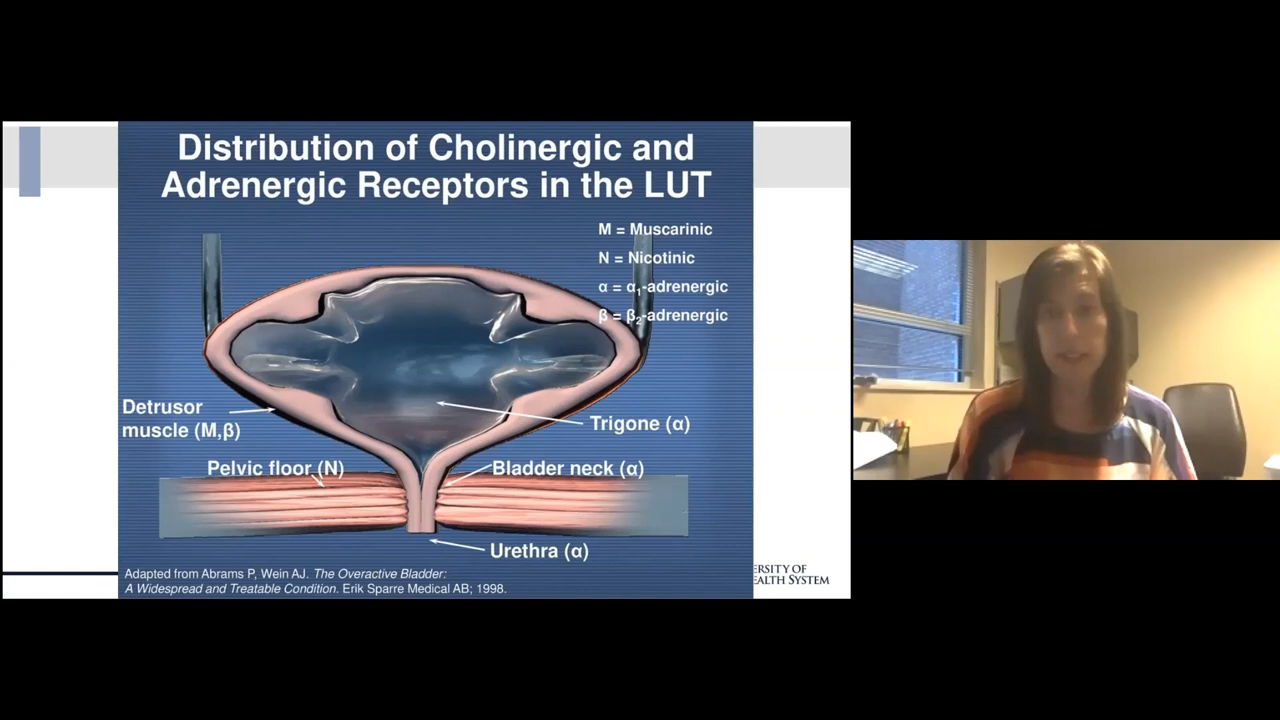 Distribution of Cholinergic and
Adrenergic Receptors in the LUT
M = Muscarinic
N = Nicotinic
α = α₁-adrenergic
β = β₂-adrenergic
Detrusor
muscle (M,β)
Trigone (α)
Pelvic floor (N)
Bladder neck (α)
Urethra (α)
Adapted from Abrams P, Wein AJ. The Overactive Bladder:
A Widespread and Treatable Condition. Erik Sparre Medical AB; 1998.
ERSITY OF
EALTH SYSTEM